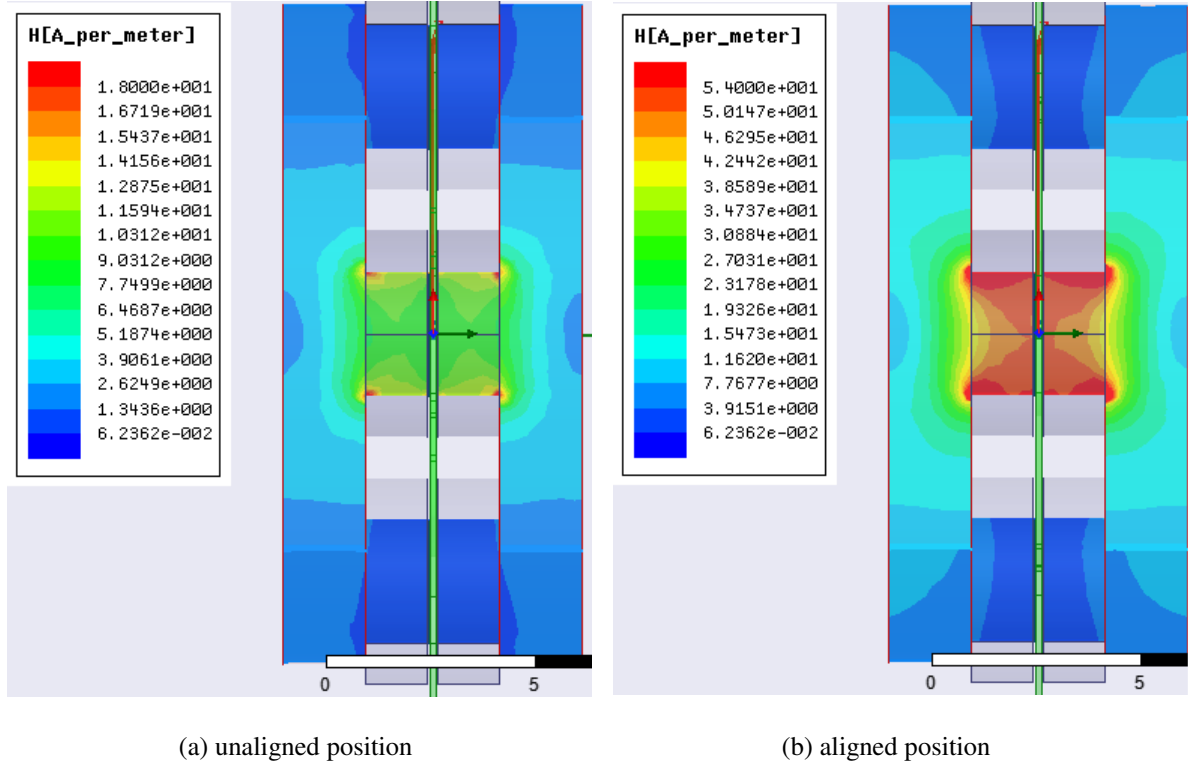 H[A_per_meter]
1.8000e+001
1.6719e+001
1.5437e+001
1.4156e+001
1.2875e+001
1.1594e+001
1.0312e+001
9.0312e+000
7.7499e+000
6.4687e+000
5.1874e+000
3.9061e+000
2.6249e+000
1.3436e+000
6.2362e-002
0 5
(a) unaligned position
H[A_per_meter]
5.4000e+001
5.0147e+001
4.6295e+001
4.2442e+001
3.8589e+001
3.4737e+001
3.0884e+001
2.7031e+001
2.3178e+001
1.9326e+001
1.5473e+001
1.1620e+001
7.7677e+000
3.9151e+000
6.2362e-002
0 5
(b) aligned position